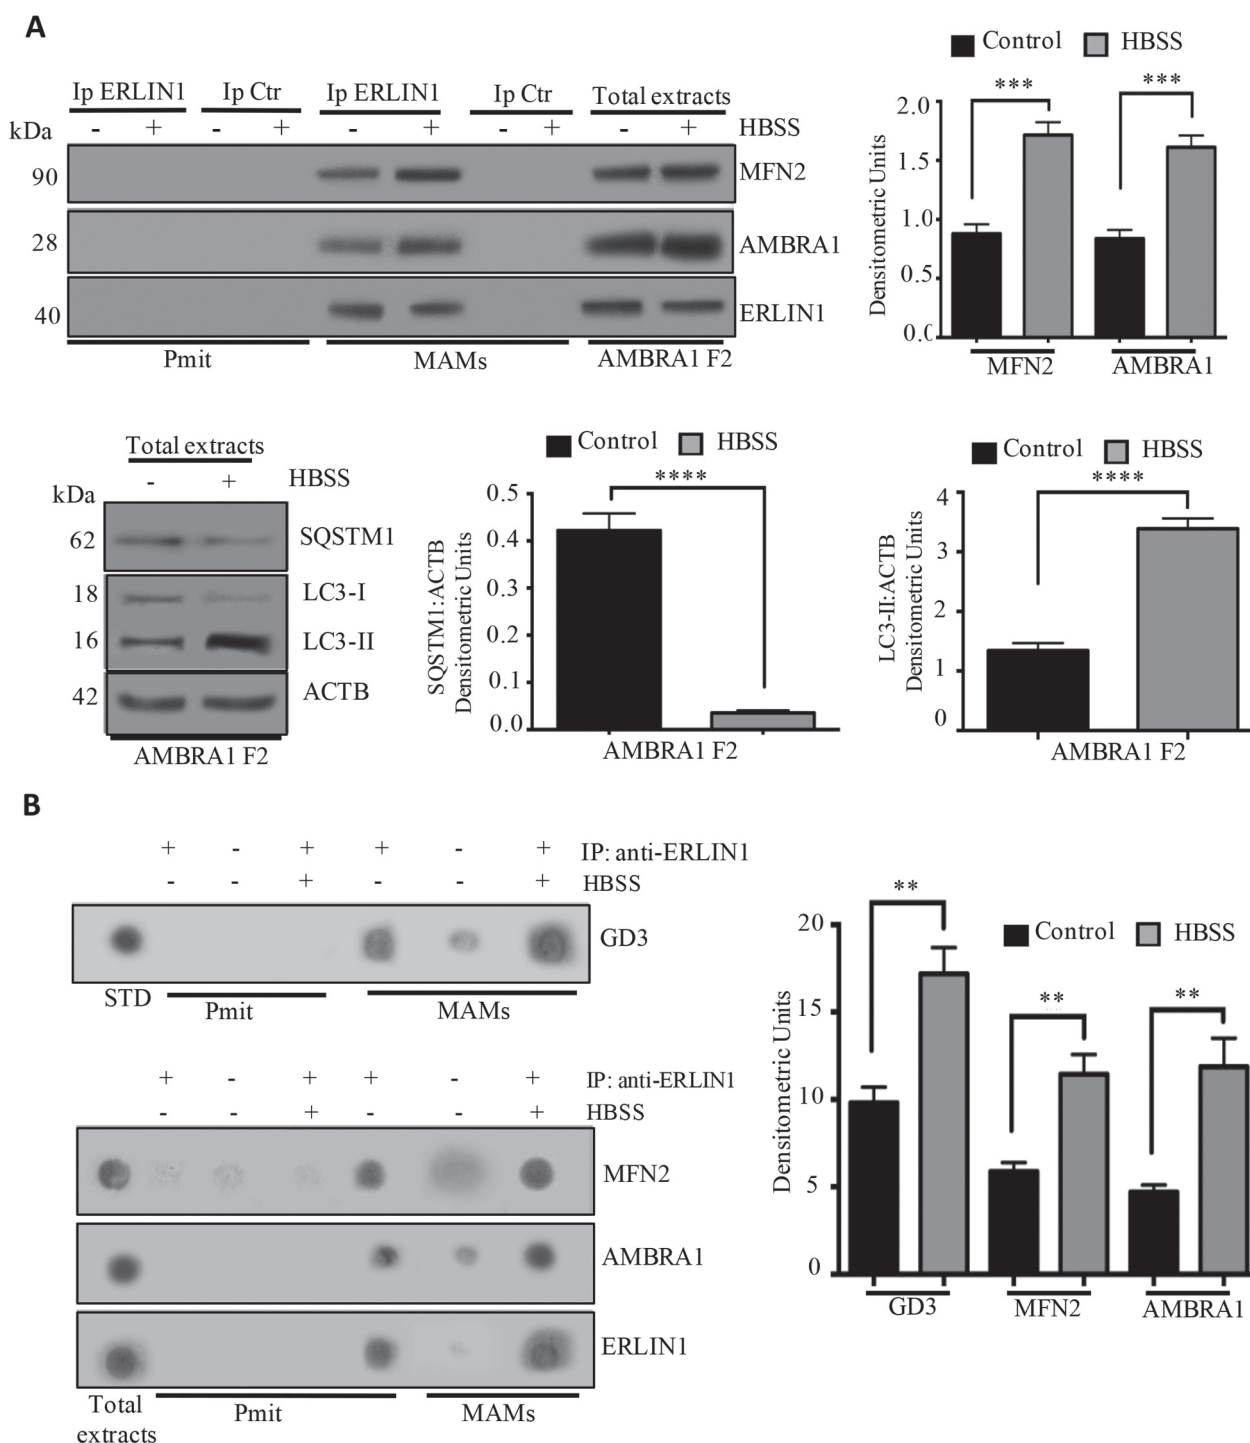 A
Control HBSS
Ip ERLIN1 Ip Ctr Ip ERLIN1 Ip Ctr Total extracts
kDa - + - + - + - + - + HBSS
90 MFN2
28 AMBRA1
40 ERLIN1
Pmit MAMs AMBRA1 F2
*** ***
Densitometric Units
2.0
1.5
1.0
0.5
0.0
MFN2 AMBRA1
Total extracts
- + HBSS
kDa
62 SQSTM1
18 LC3-I
16 LC3-II
42 ACTB
AMBRA1 F2
Control HBSS
****
SQSTM1:ACTB
Densitometric Units
0.5
0.4
0.3
0.2
0.1
0.0
AMBRA1 F2
Control HBSS
****
LC3-II:ACTB
Densitometric Units
4
3
2
1
0
AMBRA1 F2
B
+ - + + - + IP: anti-ERLIN1
- - + - - + HBSS
GD3
STD Pmit MAMs
+ - + + - + IP: anti-ERLIN1
- - + - - + HBSS
MFN2
AMBRA1
ERLIN1
Total
extracts
Pmit MAMs
Control HBSS
** ** **
Densitometric Units
20
15
10
5
0
GD3 MFN2 AMBRA1